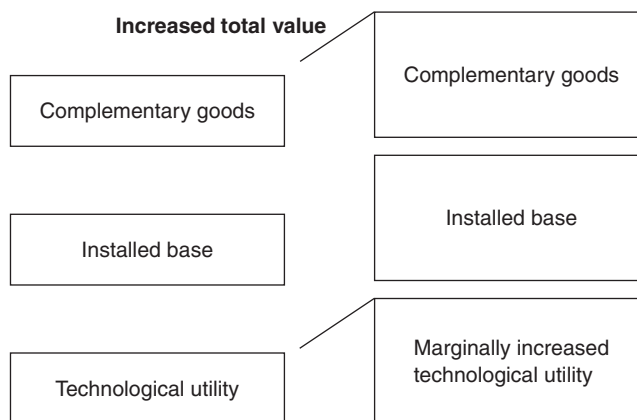 Increased total value
Complementary goods
Complementary goods
Installed base
Installed base
Technological utility
Marginally increased
technological utility